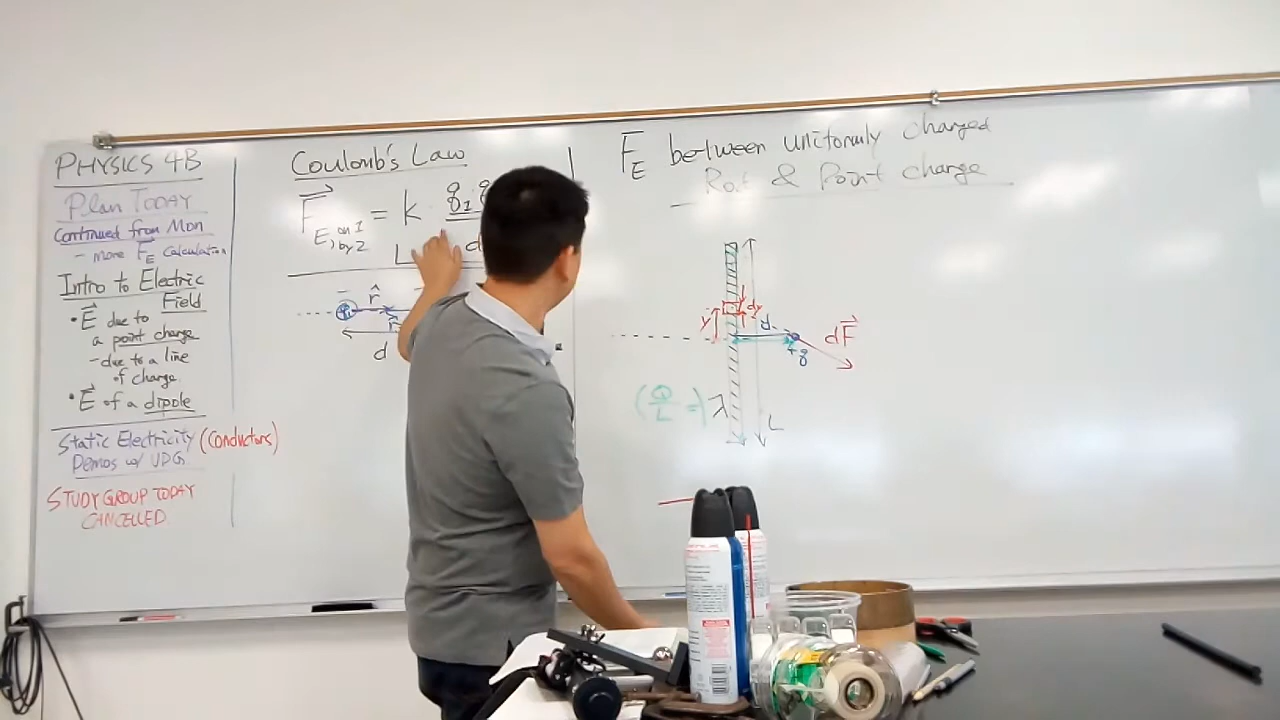 PHYSICS 4B
Plan TODAY
Continued from Mon
- more F_E calculation
Intro to Electric
Field
• E due to
a point charge
- due to a line
of charge
• E of a dipole
Static Electricity (Conductors)
Demos w/ VDG
STUDY GROUP TODAY
CANCELLED
Coulomb's Law
F E, on 1, by 2 = k
r̂
r̂
d
F_E between uniformly charged
Rod & Point charge
dy
y
d
dF
+q
(Q/L =) λ
L